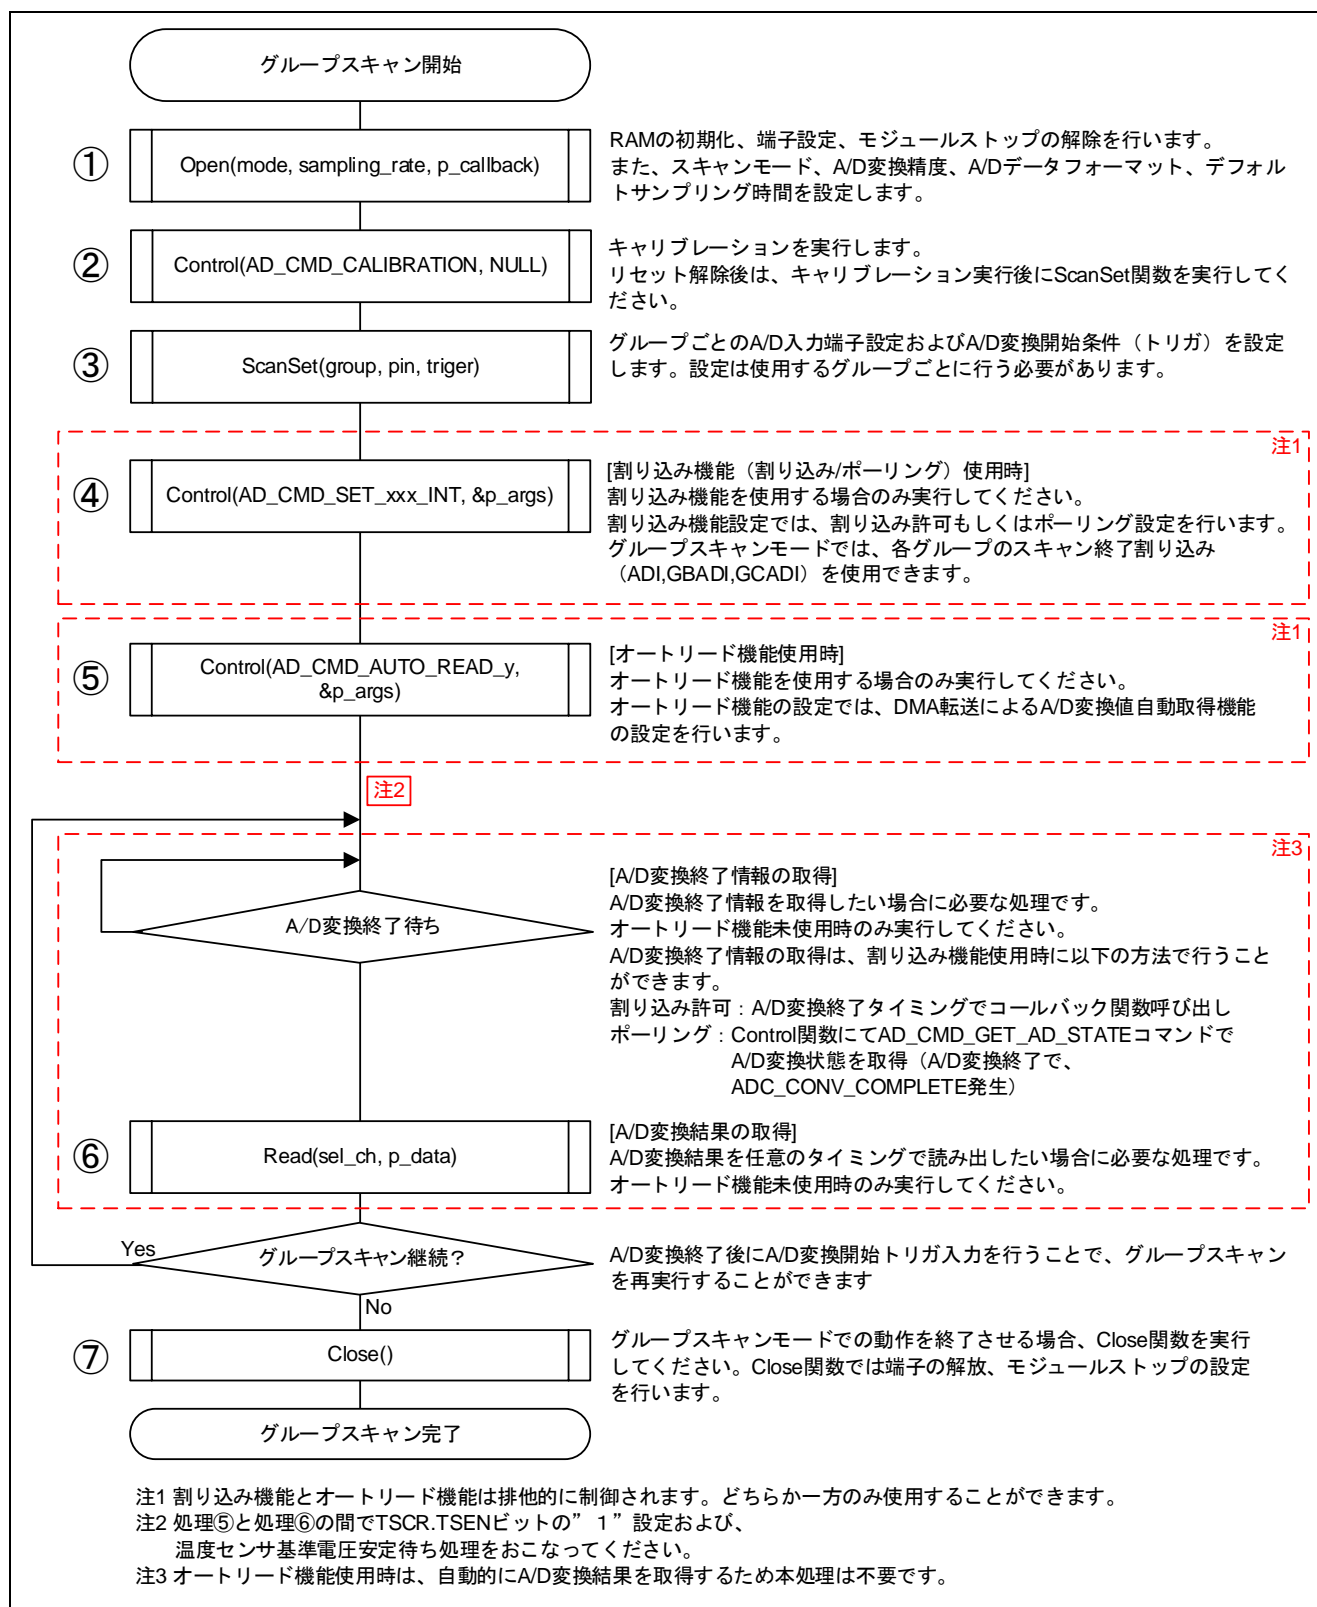 グループスキャン開始
①
Open(mode, sampling_rate, p_callback)
RAMの初期化、端子設定、モジュールストップの解除を行います。
また、スキャンモード、A/D変換精度、A/Dデータフォーマット、デフォル
トサンプリング時間を設定します。
②
Control(AD_CMD_CALIBRATION, NULL)
キャリブレーションを実行します。
リセット解除後は、キャリブレーション実行後にScanSet関数を実行してく
ださい。
③
ScanSet(group, pin, triger)
グループごとのA/D入力端子設定およびA/D変換開始条件（トリガ）を設定
します。設定は使用するグループごとに行う必要があります。
注1
④
Control(AD_CMD_SET_xxx_INT, &p_args)
[割り込み機能（割り込み/ポーリング）使用時]
割り込み機能を使用する場合のみ実行してください。
割り込み機能設定では、割り込み許可もしくはポーリング設定を行います。
グループスキャンモードでは、各グループのスキャン終了割り込み
（ADI,GBADI,GCADI）を使用できます。
注1
⑤
Control(AD_CMD_AUTO_READ_y,
&p_args)
[オートリード機能使用時]
オートリード機能を使用する場合のみ実行してください。
オートリード機能の設定では、DMA転送によるA/D変換値自動取得機能
の設定を行います。
注2
注3
A/D変換終了待ち
[A/D変換終了情報の取得]
A/D変換終了情報を取得したい場合に必要な処理です。
オートリード機能未使用時のみ実行してください。
A/D変換終了情報の取得は、割り込み機能使用時に以下の方法で行うこと
ができます。
割り込み許可：A/D変換終了タイミングでコールバック関数呼び出し
ポーリング：Control関数にてAD_CMD_GET_AD_STATEコマンドで
A/D変換状態を取得（A/D変換終了で、
ADC_CONV_COMPLETE発生）
⑥
Read(sel_ch, p_data)
[A/D変換結果の取得]
A/D変換結果を任意のタイミングで読み出したい場合に必要な処理です。
オートリード機能未使用時のみ実行してください。
Yes
グループスキャン継続？
A/D変換終了後にA/D変換開始トリガ入力を行うことで、グループスキャン
を再実行することができます
No
⑦
Close()
グループスキャンモードでの動作を終了させる場合、Close関数を実行
してください。Close関数では端子の解放、モジュールストップの設定
を行います。
グループスキャン完了
注1 割り込み機能とオートリード機能は排他的に制御されます。どちらか一方のみ使用することができます。
注2 処理⑤と処理⑥の間でTSCR.TSENビットの”１”設定および、
温度センサ基準電圧安定待ち処理をおこなってください。
注3 オートリード機能使用時は、自動的にA/D変換結果を取得するため本処理は不要です。